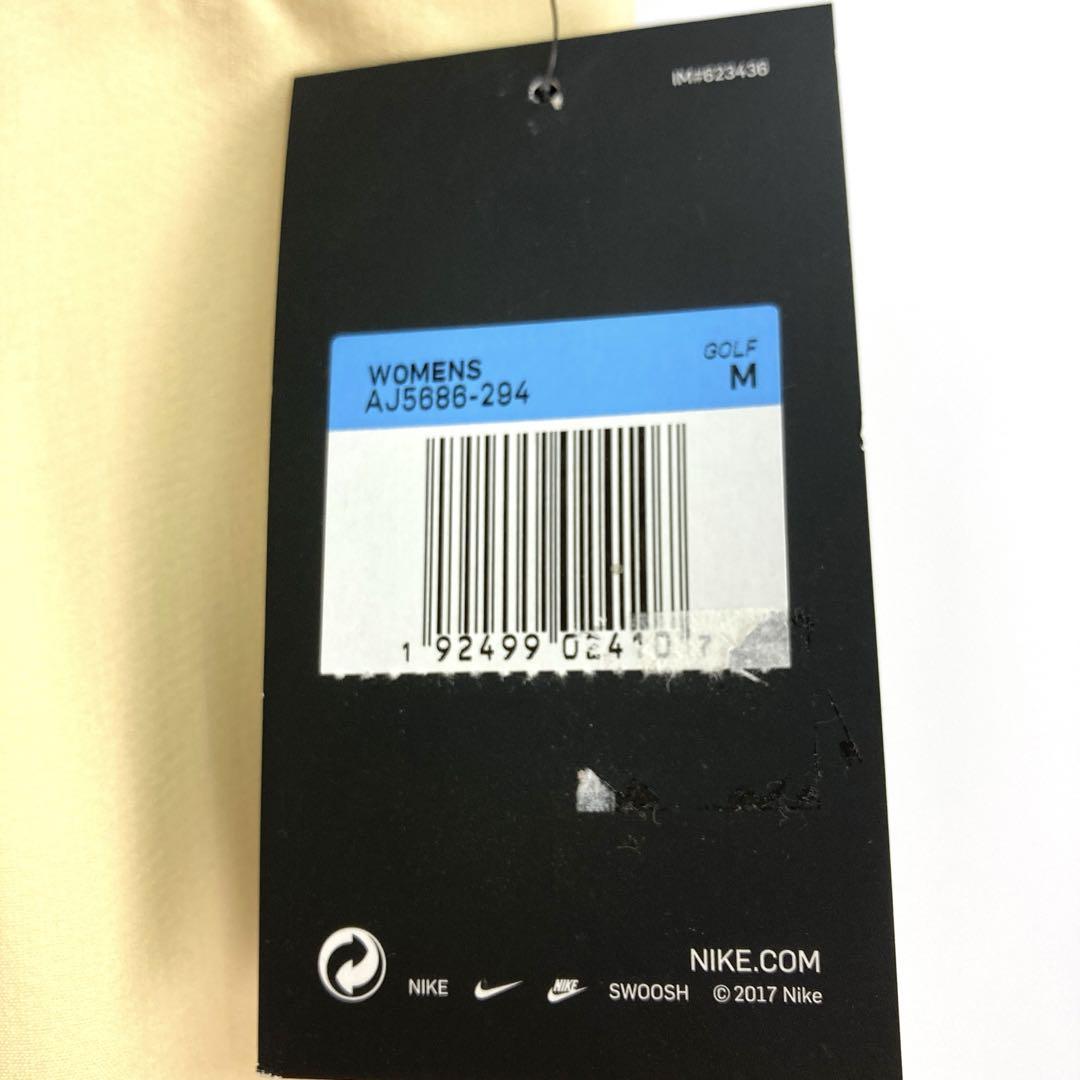 IM#623436
WOMENS
GOLF
AJ5686-294
M
1 92499 02410 7
NIKE.COM
NIKE NIKE SWOOSH © 2017 Nike